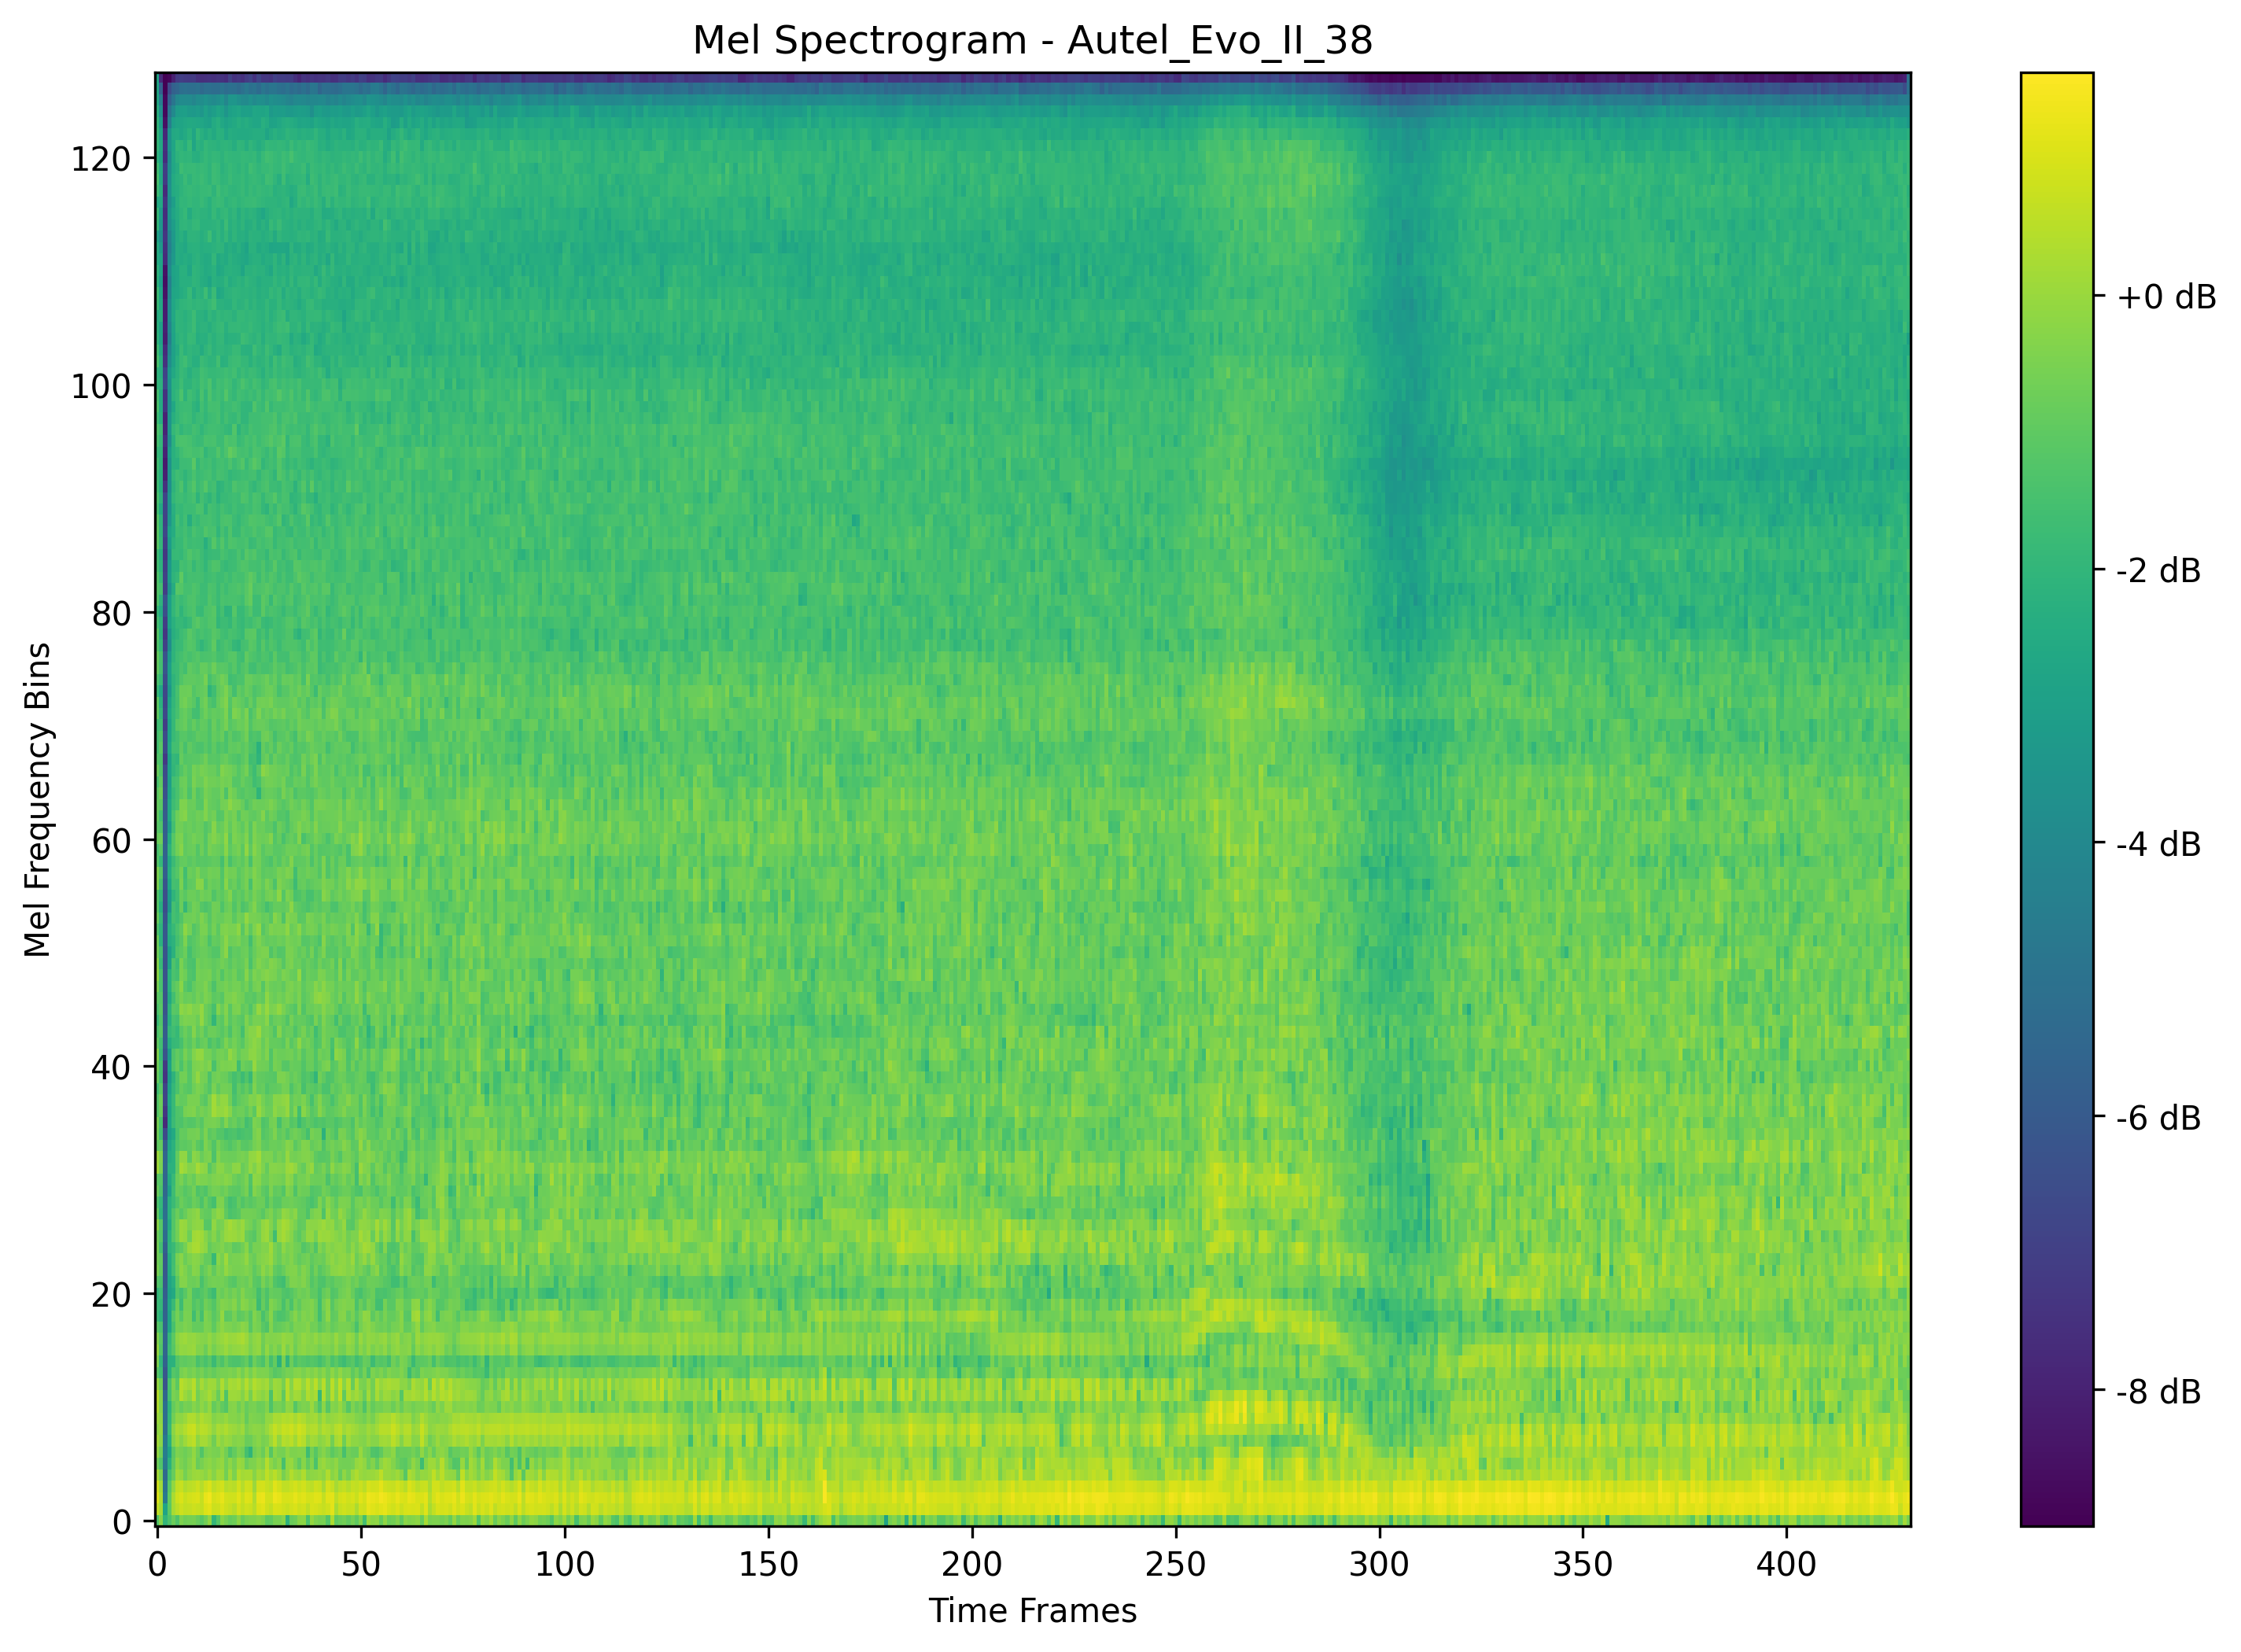 Mel Spectrogram - Autel_Evo_II_38
Mel Frequency Bins
120
100
80
60
40
20
0
0 50 100 150 200 250 300 350 400
Time Frames
+0 dB
-2 dB
-4 dB
-6 dB
-8 dB